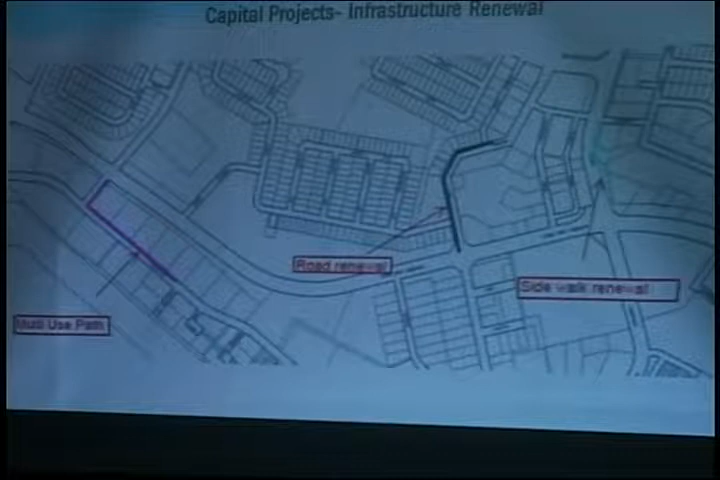 Capital Projects- Infrastructure Renewal
Road renewal
Side walk renewal
Multi Use Path